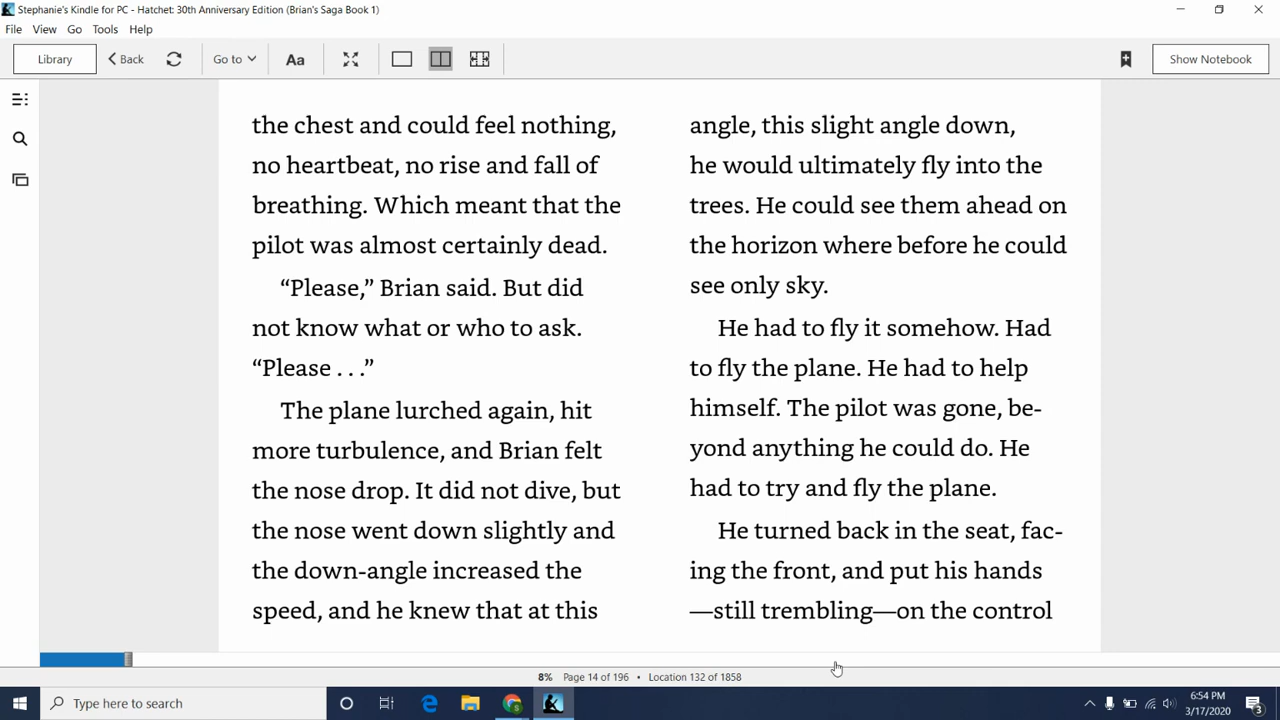 Stephanie's Kindle for PC - Hatchet: 30th Anniversary Edition (Brian's Saga Book 1)
File View Go Tools Help
Library Back Go to Aa Show Notebook
the chest and could feel nothing,
no heartbeat, no rise and fall of
breathing. Which meant that the
pilot was almost certainly dead.
“Please,” Brian said. But did
not know what or who to ask.
“Please . . .”
The plane lurched again, hit
more turbulence, and Brian felt
the nose drop. It did not dive, but
the nose went down slightly and
the down-angle increased the
speed, and he knew that at this
angle, this slight angle down,
he would ultimately fly into the
trees. He could see them ahead on
the horizon where before he could
see only sky.
He had to fly it somehow. Had
to fly the plane. He had to help
himself. The pilot was gone, be-
yond anything he could do. He
had to try and fly the plane.
He turned back in the seat, fac-
ing the front, and put his hands
—still trembling—on the control
8% Page 14 of 196 • Location 132 of 1858
Type here to search
6:54 PM
3/17/2020
3